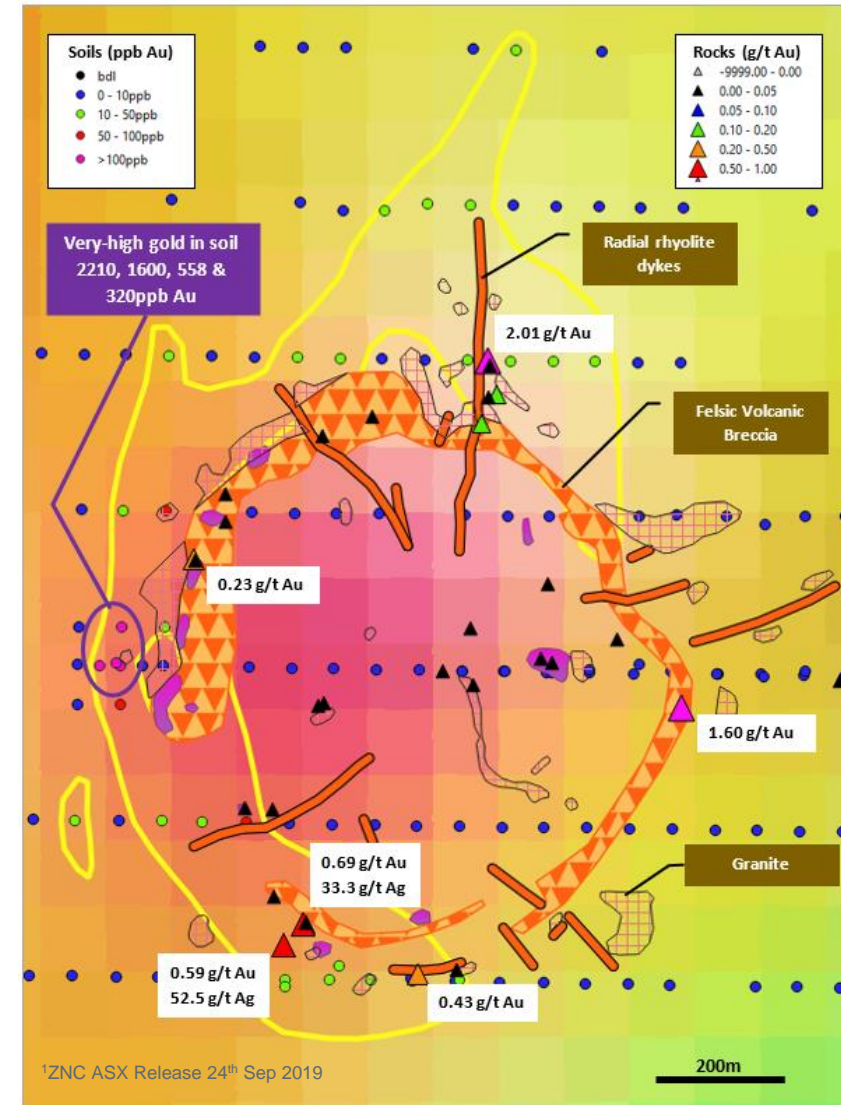 Soils (ppb Au)
bdl
0 - 10ppb
10 - 50ppb
50 - 100ppb
>100ppb
Rocks (g/t Au)
-9999.00 - 0.00
0.00 - 0.05
0.05 - 0.10
0.10 - 0.20
0.20 - 0.50
0.50 - 1.00
Very-high gold in soil
2210, 1600, 558 &
320ppb Au
Radial rhyolite
dykes
2.01 g/t Au
Felsic Volcanic
Breccia
0.23 g/t Au
1.60 g/t Au
0.69 g/t Au
33.3 g/t Ag
Granite
0.59 g/t Au
52.5 g/t Ag
0.43 g/t Au
¹ZNC ASX Release 24th Sep 2019
200m